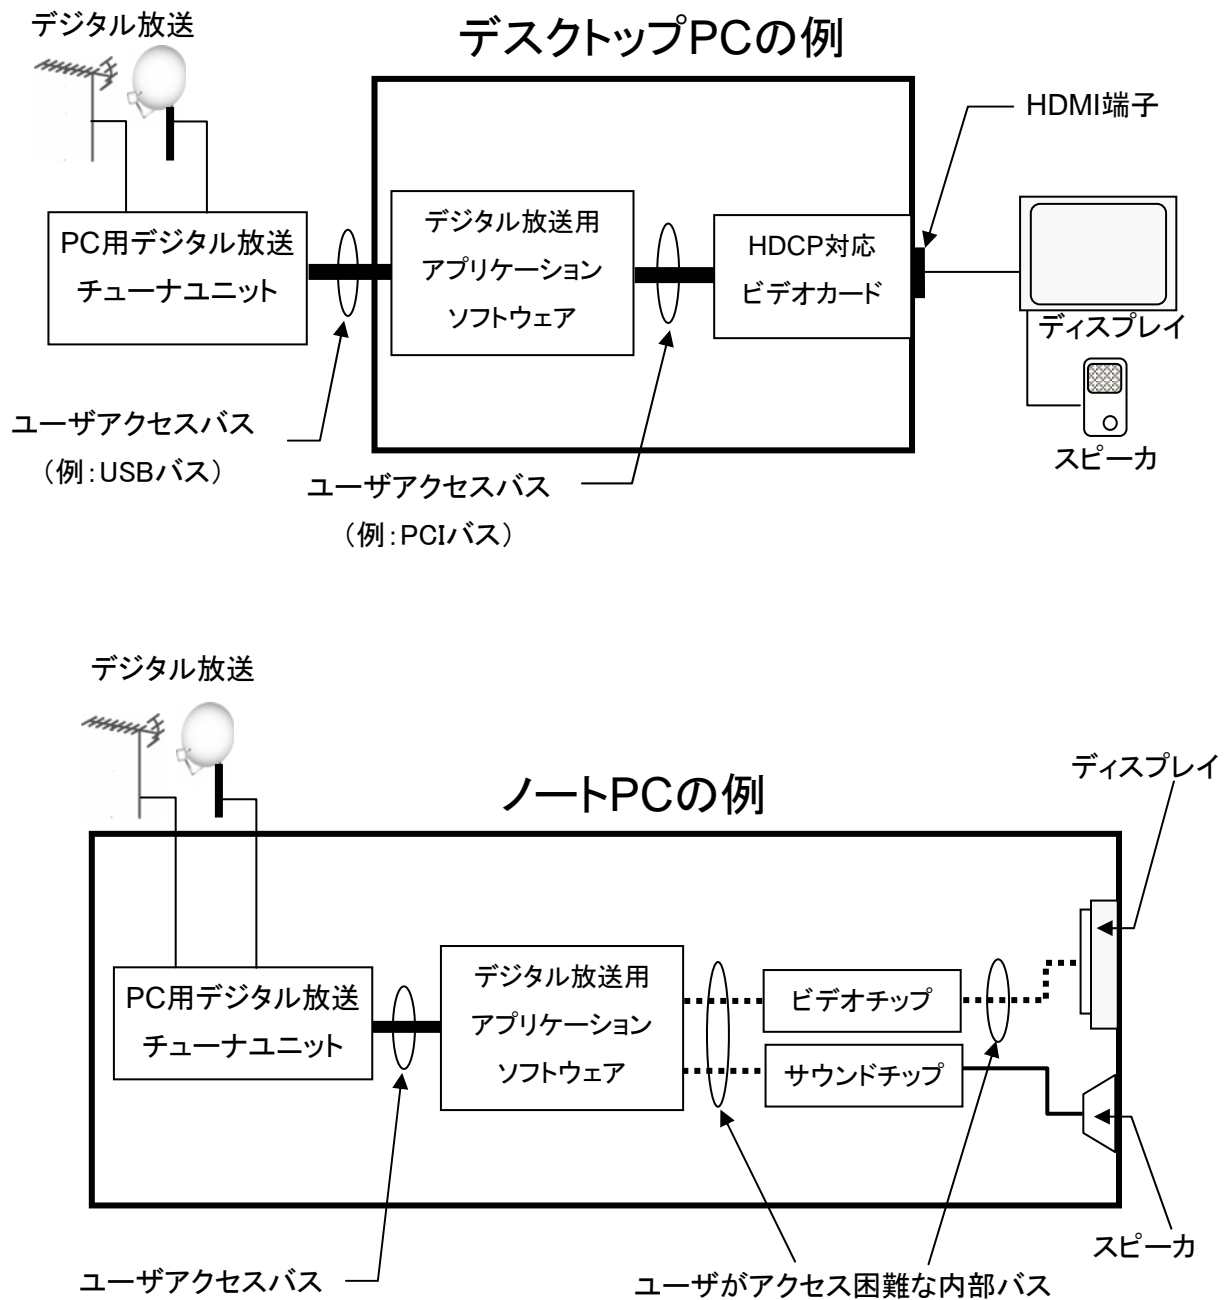 デジタル放送
デスクトップPCの例
HDMI端子
PC用デジタル放送
チューナユニット
デジタル放送用
アプリケーション
ソフトウェア
HDCP対応
ビデオカード
ディスプレイ
スピーカ
ユーザアクセスバス
（例：USBバス）
ユーザアクセスバス
（例：PCIバス）
デジタル放送
ノートPCの例
ディスプレイ
PC用デジタル放送
チューナユニット
デジタル放送用
アプリケーション
ソフトウェア
ビデオチップ
サウンドチップ
スピーカ
ユーザアクセスバス
ユーザがアクセス困難な内部バス